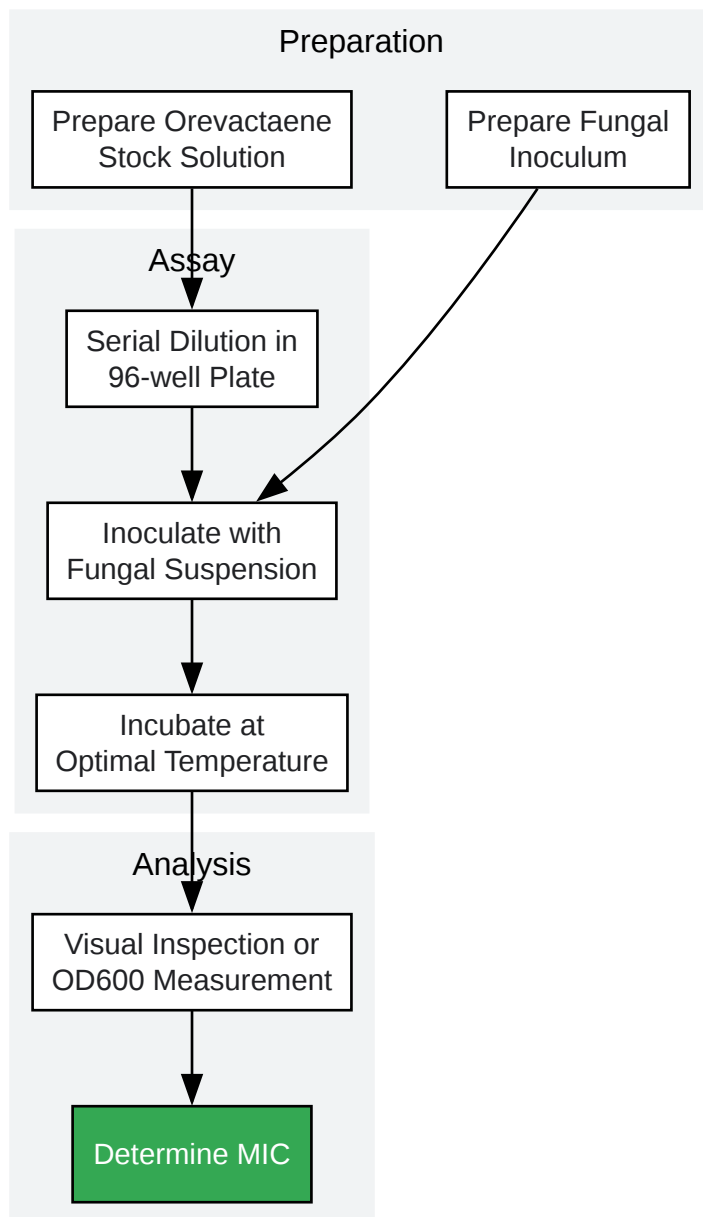 Preparation
Prepare Orevactaene
Stock Solution
Prepare Fungal
Inoculum
Assay
Serial Dilution in
96-well Plate
Inoculate with
Fungal Suspension
Incubate at
Optimal Temperature
Analysis
Visual Inspection or
OD600 Measurement
Determine MIC